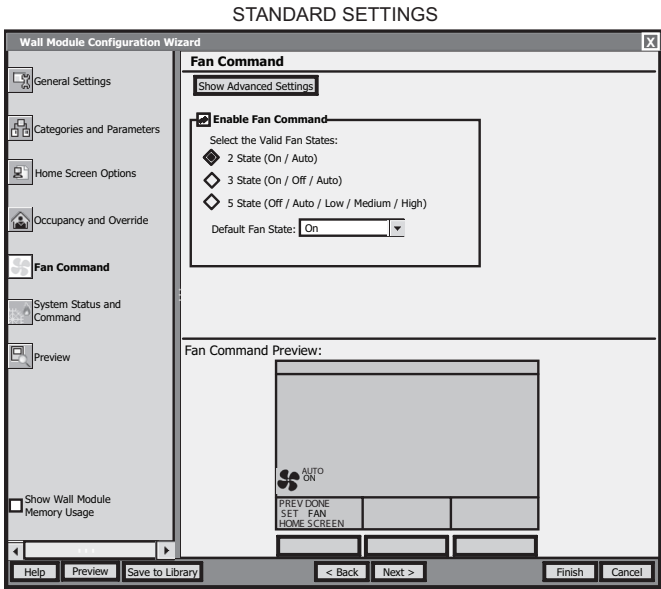 STANDARD SETTINGS
Wall Module Configuration Wizard
X
General Settings
Categories and Parameters
Home Screen Options
Occupancy and Override
Fan Command
System Status and
Command
Preview
Show Wall Module
Memory Usage
Fan Command
Show Advanced Settings
Enable Fan Command
Select the Valid Fan States:
2 State (On / Auto)
3 State (On / Off / Auto)
5 State (Off / Auto / Low / Medium / High)
Default Fan State: On
Fan Command Preview:
AUTO
ON
PREV DONE
SET FAN
HOME SCREEN
Help Preview Save to Library < Back Next > Finish Cancel